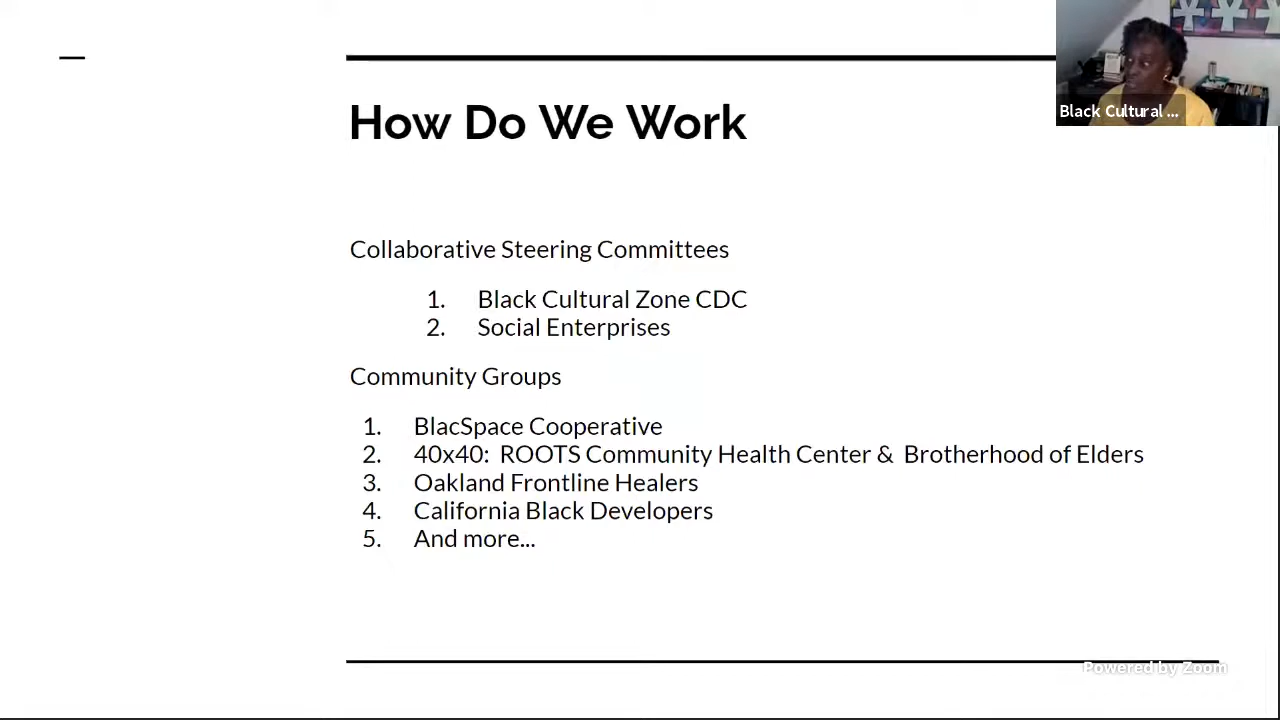 How Do We Work
Black Cultural ...
Collaborative Steering Committees
1. Black Cultural Zone CDC
2. Social Enterprises
Community Groups
1. BlacSpace Cooperative
2. 40x40: ROOTS Community Health Center & Brotherhood of Elders
3. Oakland Frontline Healers
4. California Black Developers
5. And more...
Powered by Zoom